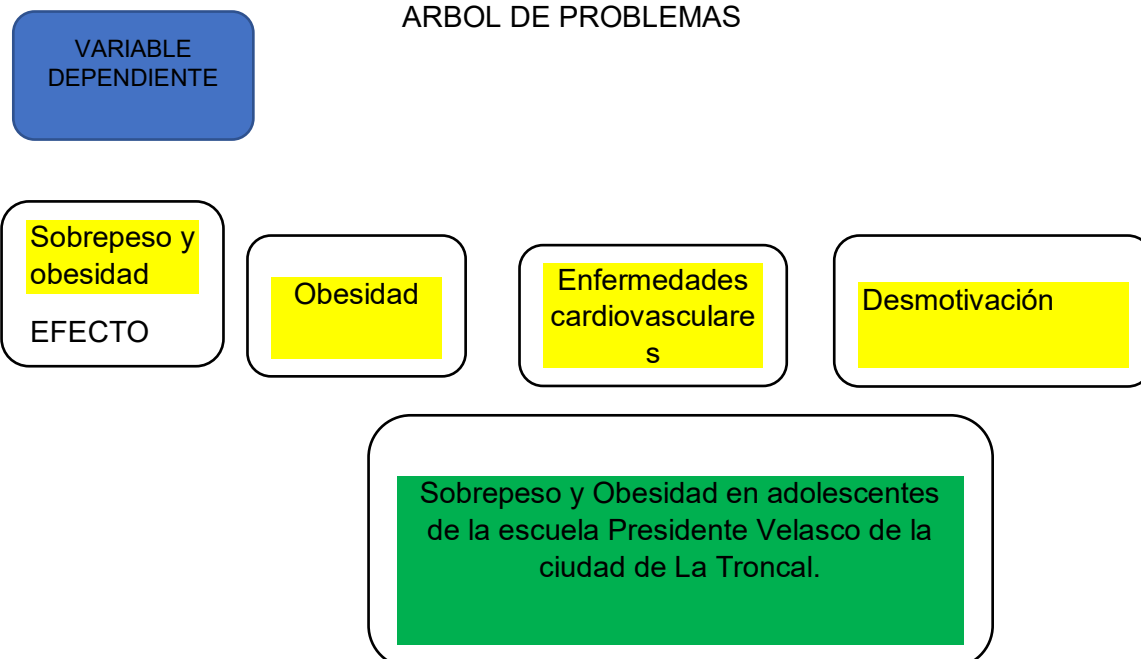 ARBOL DE PROBLEMAS
VARIABLE
DEPENDIENTE
Sobrepeso y
obesidad
EFECTO
Obesidad
Enfermedades
cardiovasculare
s
Desmotivación
Sobrepeso y Obesidad en adolescentes
de la escuela Presidente Velasco de la
ciudad de La Troncal.